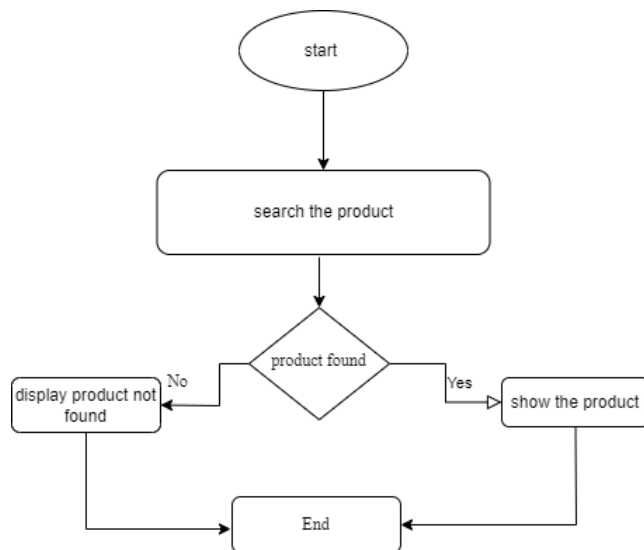 start
search the product
product found
No
Yes
display product not
found
show the product
End